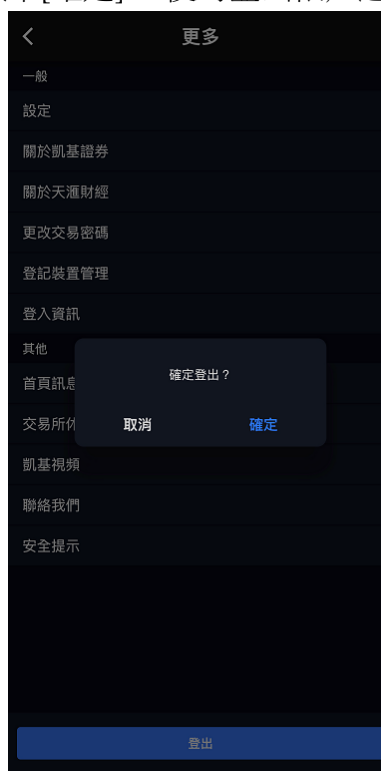 更多
一般
設定
關於凱基證券
關於天滙財經
更改交易密碼
登記裝置管理
登入資訊
其他
首頁訊息
確定登出？
交易所休
取消
確定
凱基視頻
聯絡我們
安全提示
登出